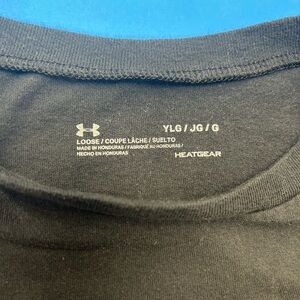 YLG / JG / G
LOOSE / COUPE LÂCHE / SUELTO
MADE IN HONDURAS / FABRIQUÉ AU HONDURAS /
HECHO EN HONDURAS
HEATGEAR